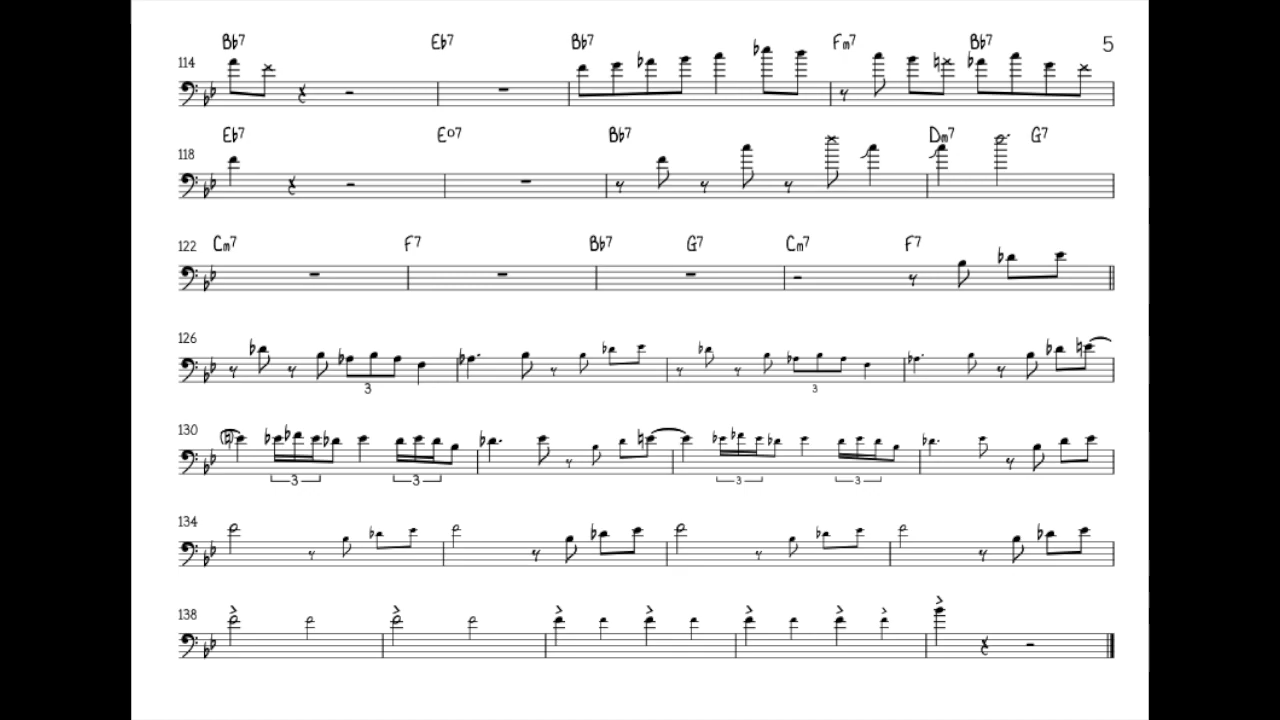 Bb7 Eb7 Bb7 Fm7 Bb7 5
114
Eb7 Eo7 Bb7 Dm7 G7
118
Cm7 F7 Bb7 G7 Cm7 F7
122
126
3 3
130
3 3 3 3
134
138